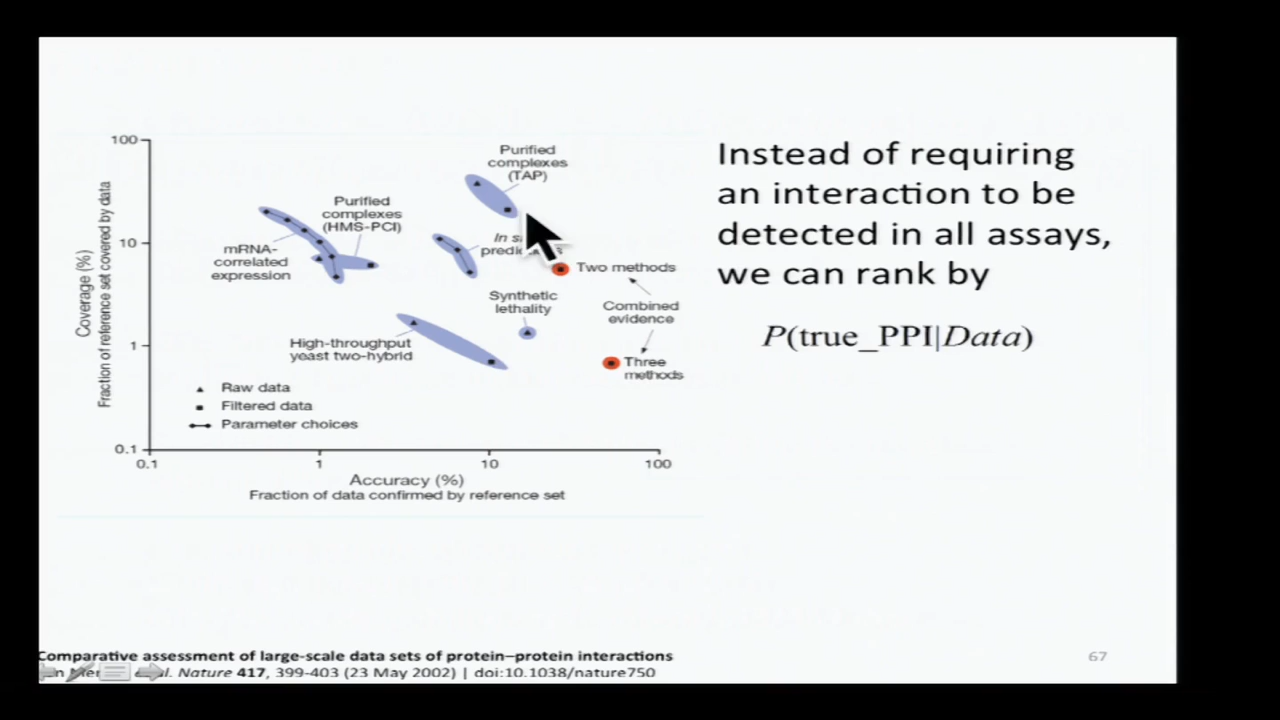 Instead of requiring
an interaction to be
detected in all assays,
we can rank by
P(true_PPI|Data)
100
10
1
0.1
0.1
1
10
100
Coverage (%)
Fraction of reference set covered by data
Accuracy (%)
Fraction of data confirmed by reference set
Purified
complexes
(TAP)
Purified
complexes
(HMS-PCI)
mRNA-
correlated
expression
In
Two methods
Synthetic
lethality
Combined
evidence
High-throughput
yeast two-hybrid
Three
methods
Raw data
Filtered data
Parameter choices
Comparative assessment of large-scale data sets of protein–protein interactions
Nature 417, 399-403 (23 May 2002) | doi:10.1038/nature750
67